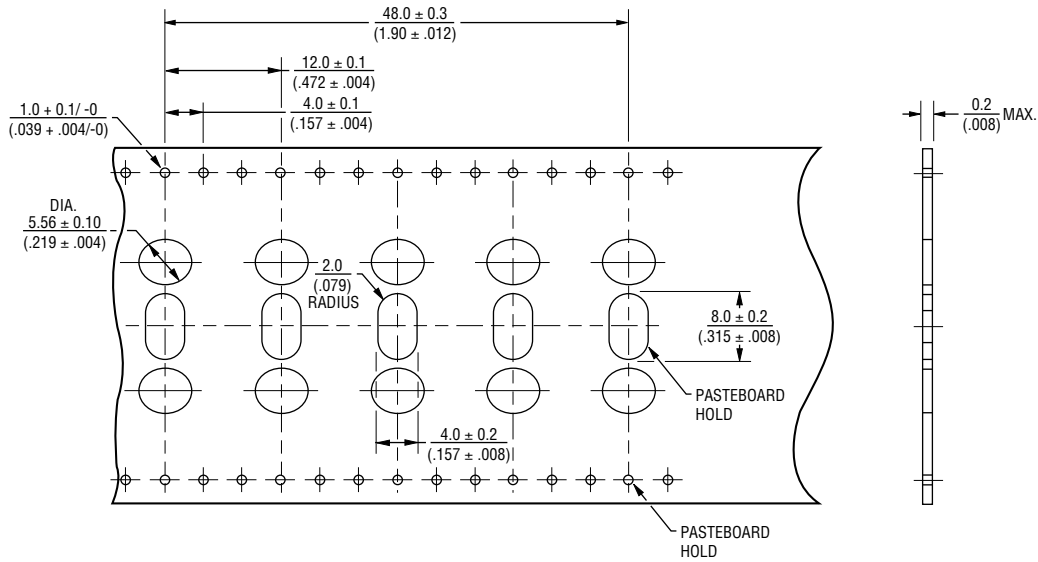 48.0 ± 0.3
(1.90 ± .012)
12.0 ± 0.1
(.472 ± .004)
4.0 ± 0.1
(.157 ± .004)
1.0 + 0.1/ -0
(.039 + .004/-0)
0.2
(.008)
MAX.
DIA.
5.56 ± 0.10
(.219 ± .004)
2.0
(.079)
RADIUS
8.0 ± 0.2
(.315 ± .008)
PASTEBOARD
HOLD
4.0 ± 0.2
(.157 ± .008)
PASTEBOARD
HOLD